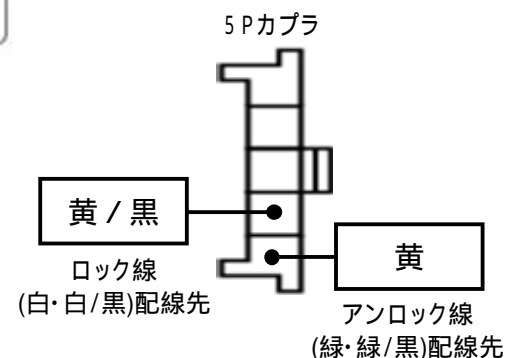 5Pカプラ
黄/黒
ロック線
(白・白/黒)配線先
黄
アンロック線
(緑・緑/黒)配線先